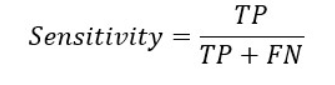 Sensitivity = TP / TP + FN